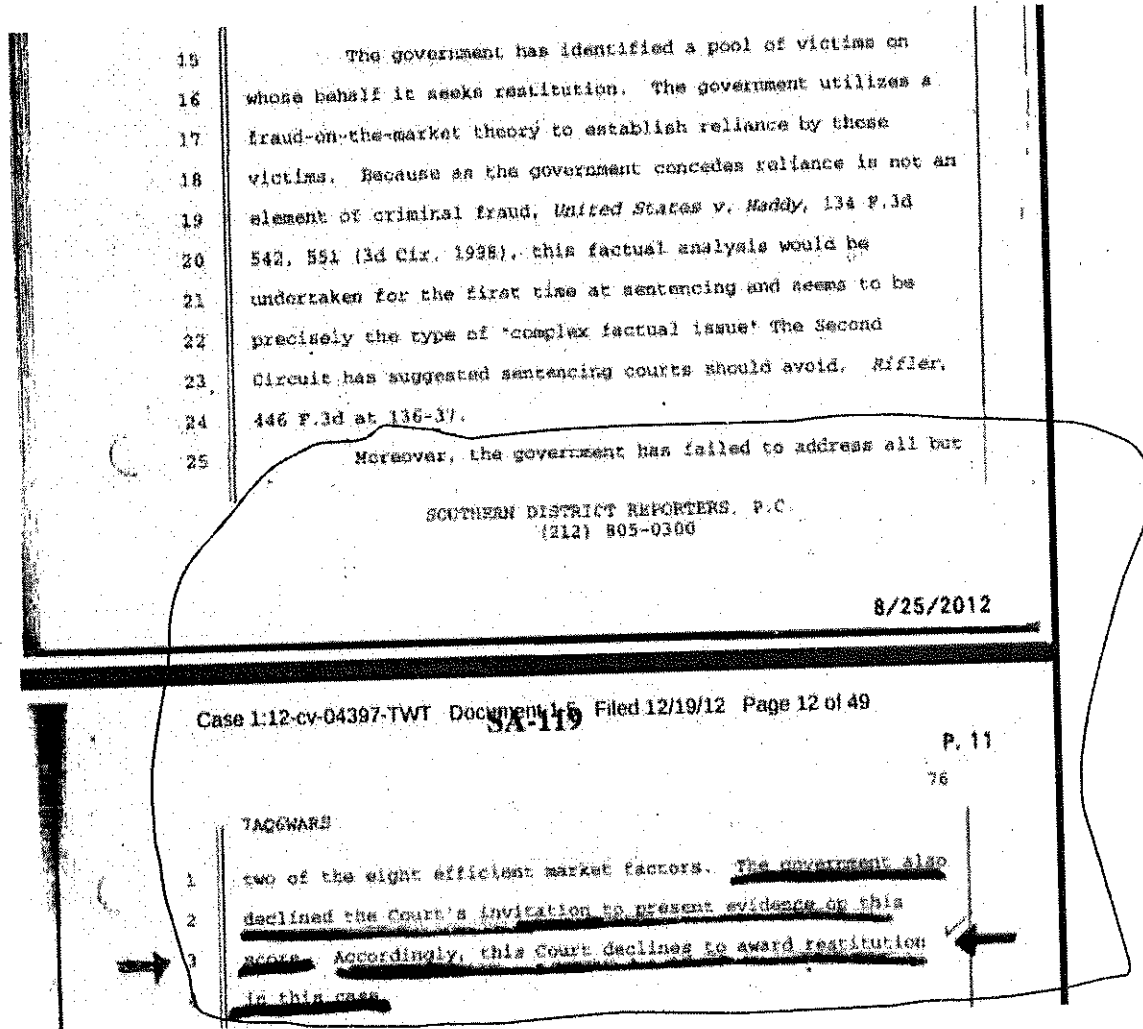 15 The government has identified a pool of victims on
16 whose behalf it seeks restitution. The government utilizes a
17 fraud-on-the-market theory to establish reliance by those
18 victims. Because as the government concedes reliance is not an
19 element of criminal fraud, United States v. Haddy, 134 F.3d
20 542, 551 (3d Cir. 1998), this factual analysis would be
21 undertaken for the first time at sentencing and seems to be
22 precisely the type of "complex factual issue" The Second
23 Circuit has suggested sentencing courts should avoid. Rifler,
24 446 F.3d at 136-37.
25 Moreover, the government has failed to address all but
SOUTHERN DISTRICT REPORTERS, P.C.
(212) 805-0300
8/25/2012
Case 1:12-cv-04397-TWT Document 1-5 Filed 12/19/12 Page 12 of 49
SA-119
P. 11
76
7AQ6WARS
1 two of the eight efficient market factors. The government also
2 declined the Court's invitation to present evidence on this
3 score. Accordingly, this Court declines to award restitution
in this case.